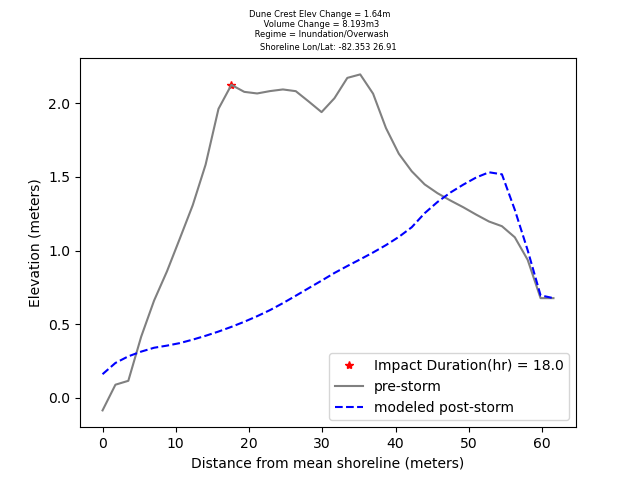 Dune Crest Elev Change = 1.64m
Volume Change = 8.193m3
Regime = Inundation/Overwash
Shoreline Lon/Lat: -82.353 26.91
2.0
1.5
1.0
0.5
0.0
Elevation (meters)
Impact Duration(hr) = 18.0
pre-storm
modeled post-storm
0 10 20 30 40 50 60
Distance from mean shoreline (meters)